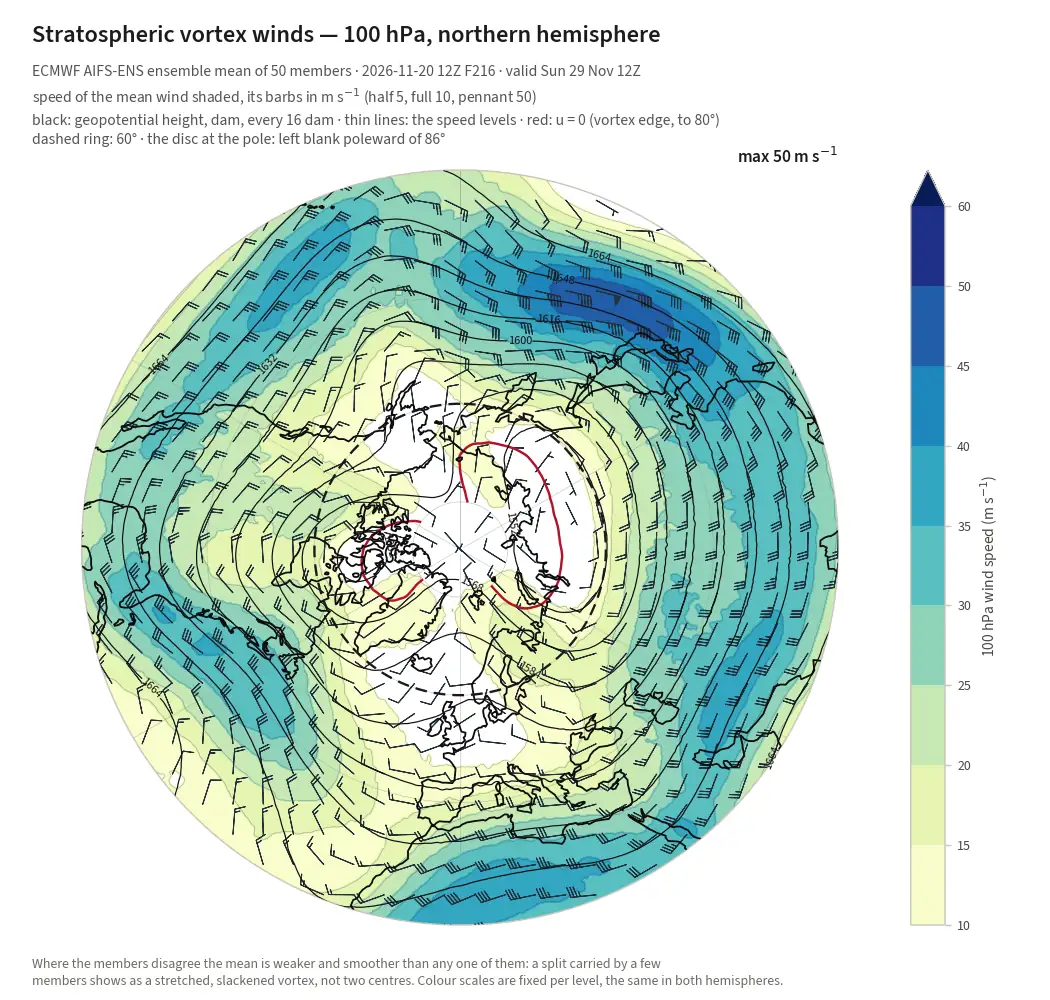 Stratospheric vortex winds — 100 hPa, northern hemisphere
ECMWF AIFS-ENS ensemble mean of 50 members · 2026-11-20 12Z F216 · valid Sun 29 Nov 12Z
speed of the mean wind shaded, its barbs in m s⁻¹ (half 5, full 10, pennant 50)
black: geopotential height, dam, every 16 dam · thin lines: the speed levels · red: u = 0 (vortex edge, to 80°)
dashed ring: 60° · the disc at the pole: left blank poleward of 86°
max 50 m s⁻¹
60
50
45
40
35
30
25
20
15
10
100 hPa wind speed (m s⁻¹)
1664
1648
1616
1600
1664
1632
1568
1584
1664
1664
Where the members disagree the mean is weaker and smoother than any one of them: a split carried by a few
members shows as a stretched, slackened vortex, not two centres. Colour scales are fixed per level, the same in both hemispheres.